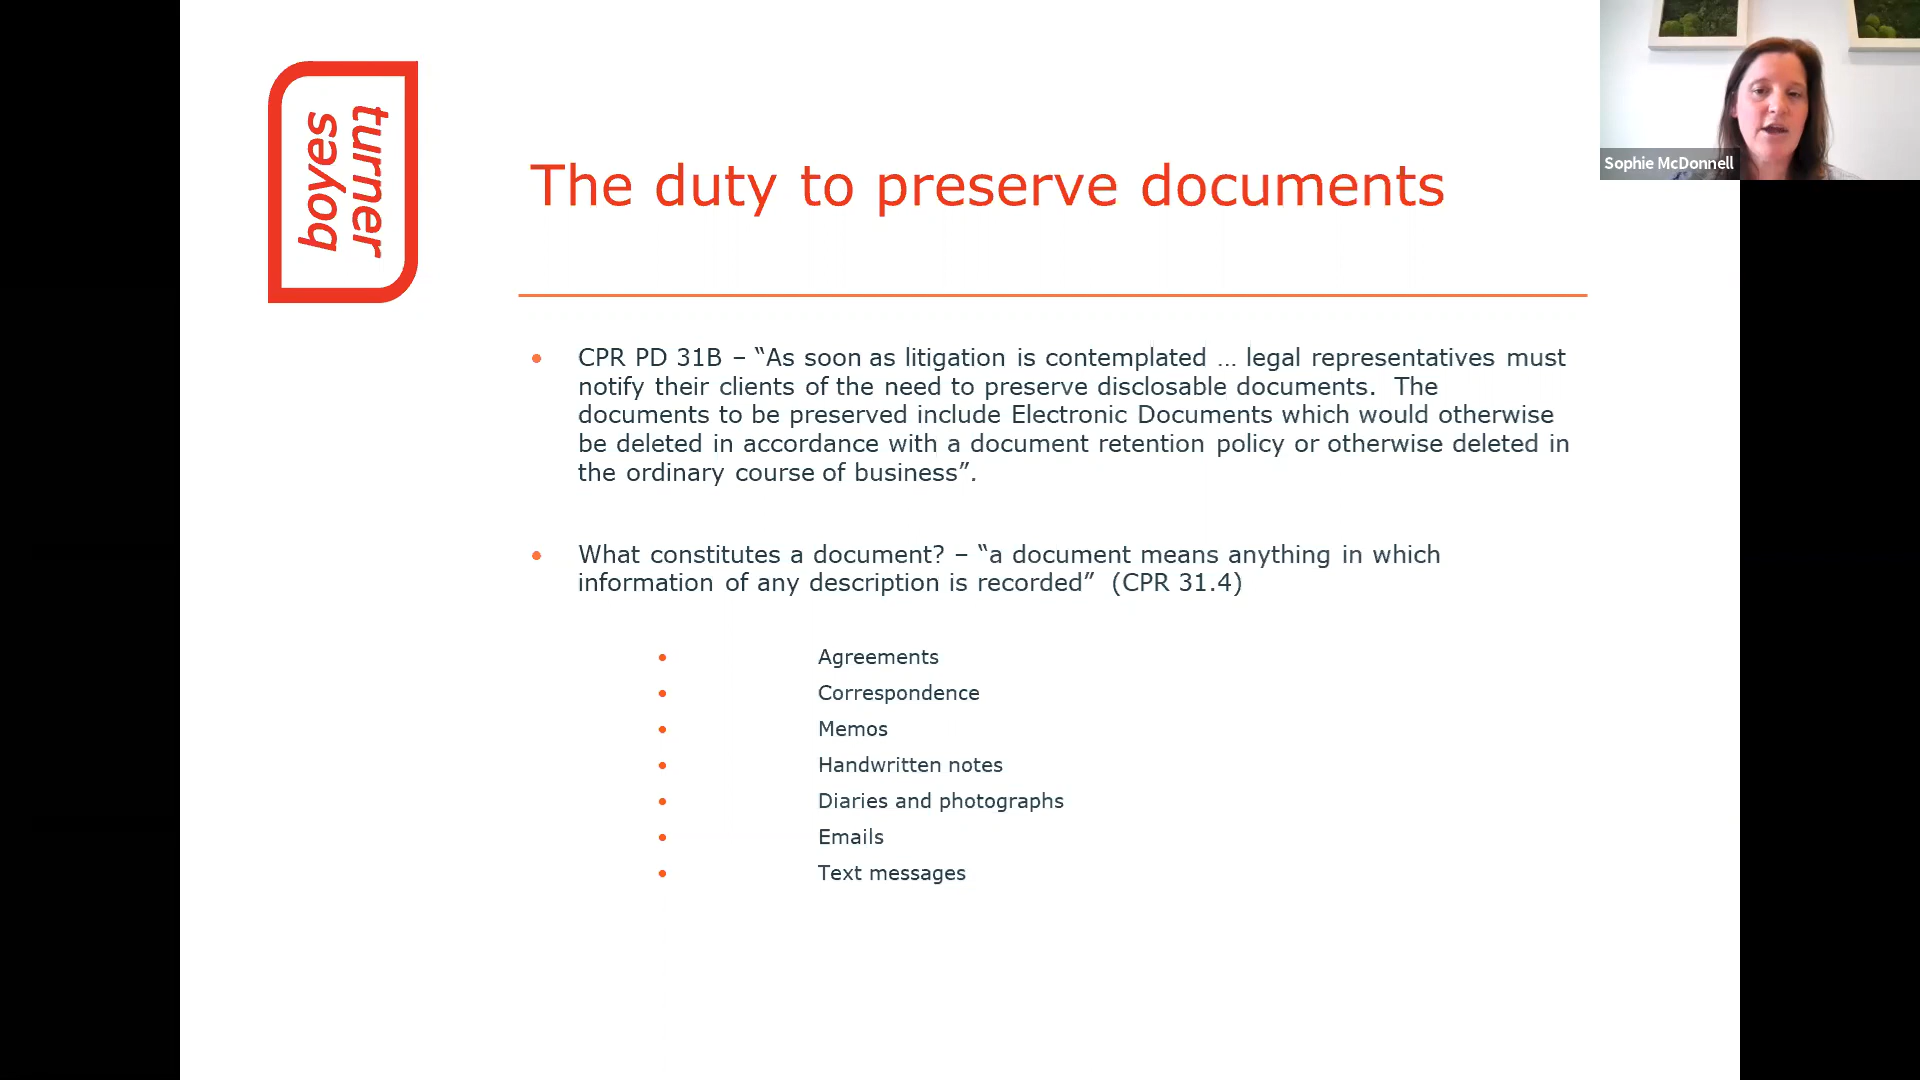 boyes
turner
Sophie McDonnell
The duty to preserve documents
• CPR PD 31B – “As soon as litigation is contemplated … legal representatives must
notify their clients of the need to preserve disclosable documents.  The
documents to be preserved include Electronic Documents which would otherwise
be deleted in accordance with a document retention policy or otherwise deleted in
the ordinary course of business”.
• What constitutes a document? – “a document means anything in which
information of any description is recorded”  (CPR 31.4)
• Agreements
• Correspondence
• Memos
• Handwritten notes
• Diaries and photographs
• Emails
• Text messages